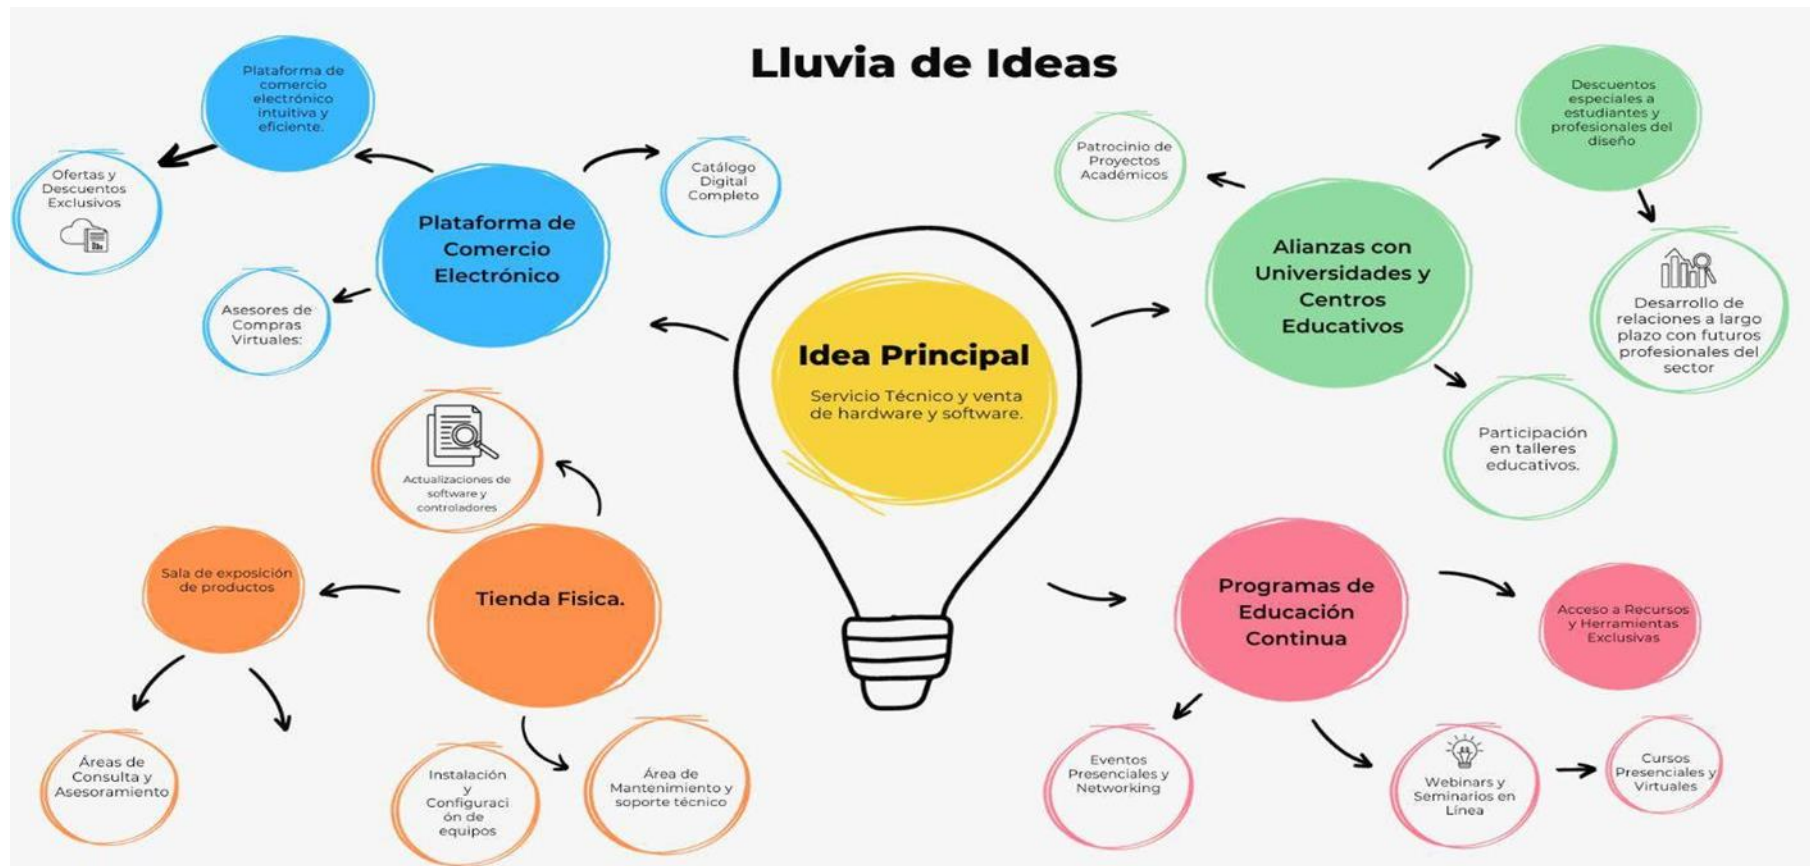 Lluvia de Ideas
Plataforma de
comercio
electrónico
intuitiva y
eficiente.
Ofertas y
Descuentos
Exclusivos
Catálogo
Digital
Completo
Plataforma de
Comercio
Electrónico
Asesores de
Compras
Virtuales:
Idea Principal
Servicio Técnico y venta
de hardware y software.
Patrocinio de
Proyectos
Académicos
Descuentos
especiales a
estudiantes y
profesionales del
diseño
Alianzas con
Universidades y
Centros
Educativos
Desarrollo de
relaciones a largo
plazo con futuros
profesionales del
sector
Participación
en talleres
educativos.
Actualizaciones de
software y
controladores
Sala de exposición
de productos
Tienda Fisica.
Áreas de
Consulta y
Asesoramiento
Instalación
y
Configuraci
ón de
equipos
Área de
Mantenimiento y
soporte técnico
Programas de
Educación
Continua
Acceso a Recursos
y Herramientas
Exclusivas
Eventos
Presenciales y
Networking
Webinars y
Seminarios en
Línea
Cursos
Presenciales y
Virtuales